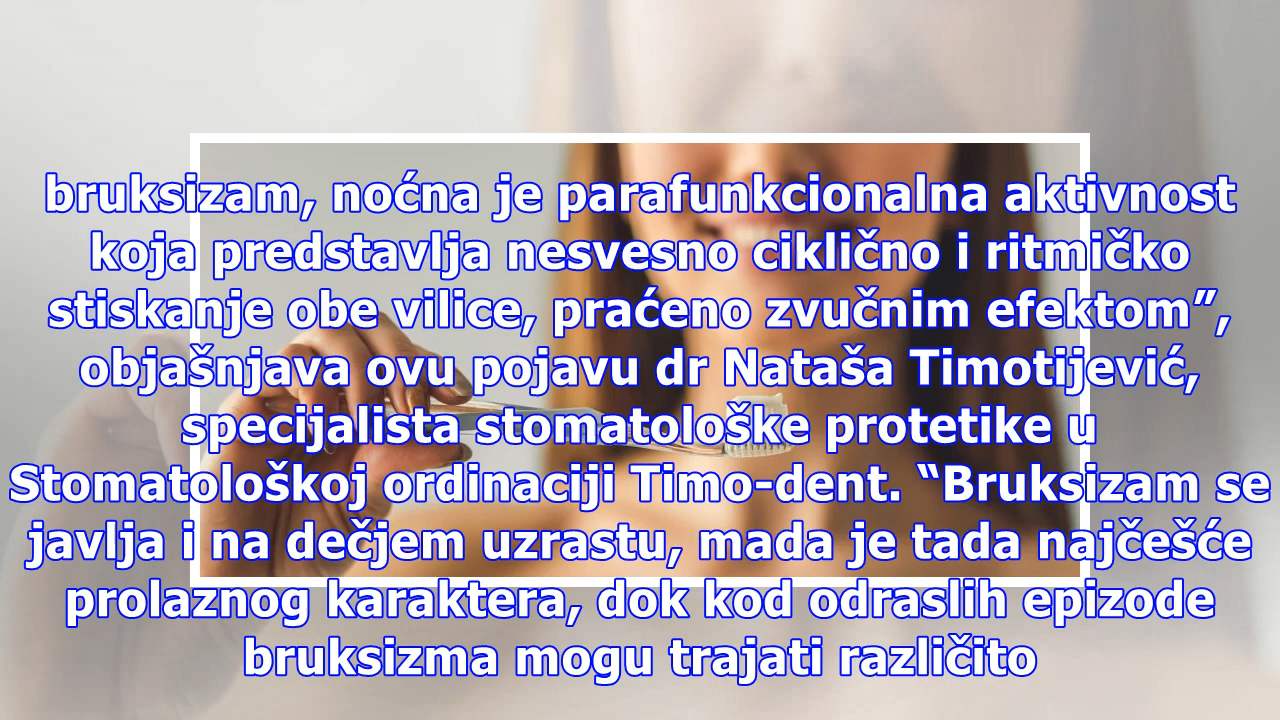 bruksizam, noćna je parafunkcionalna aktivnost
koja predstavlja nesvesno ciklično i ritmičko
stiskanje obe vilice, praćeno zvučnim efektom”,
objašnjava ovu pojavu dr Nataša Timotijević,
specijalista stomatološke protetike u
Stomatološkoj ordinaciji Timo-dent. “Bruksizam se
javlja i na dečjem uzrastu, mada je tada najčešće
prolaznog karaktera, dok kod odraslih epizode
bruksizma mogu trajati različito